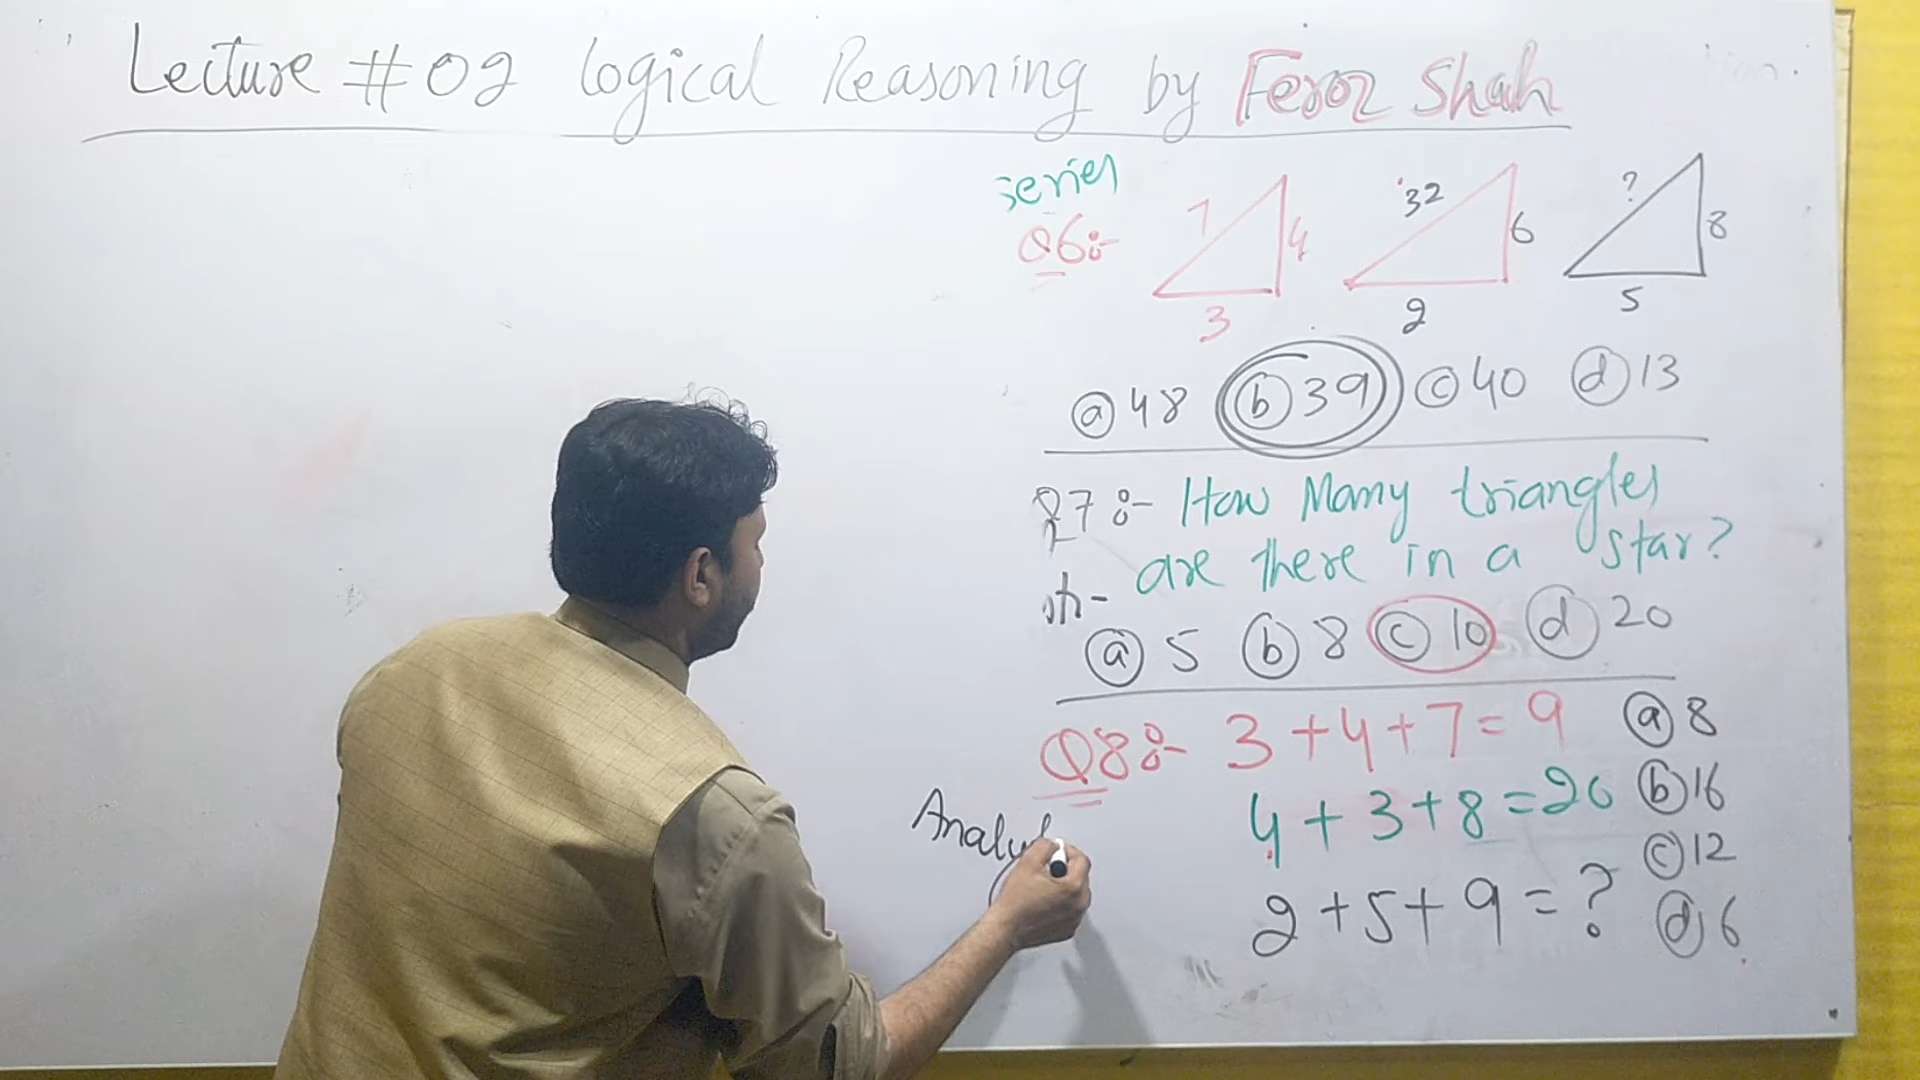 Lecture #02 Logical Reasoning by Feroz Shah
series
Q6:-
7 4 3
32 6 2
? 8 5
(a) 48 (b) 39 (c) 40 (d) 13
Q7:- How Many triangles
are there in a star?
(a) 5 (b) 8 (c) 10 (d) 20
Q8:- 3+4+7=9 (a) 8
4+3+8=20 (b) 16
(c) 12
2+5+9=? (d) 6